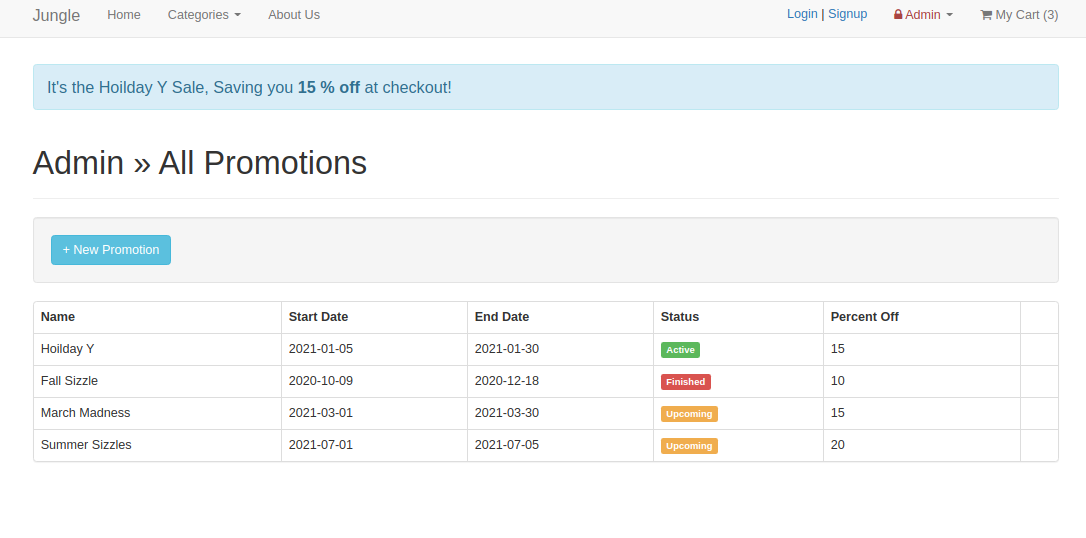 Jungle Home Categories About Us Login | Signup Admin My Cart (3)
It's the Hoilday Y Sale, Saving you 15 % off at checkout!
Admin » All Promotions
+ New Promotion
Name Start Date End Date Status Percent Off
Hoilday Y 2021-01-05 2021-01-30 Active 15
Fall Sizzle 2020-10-09 2020-12-18 Finished 10
March Madness 2021-03-01 2021-03-30 Upcoming 15
Summer Sizzles 2021-07-01 2021-07-05 Upcoming 20